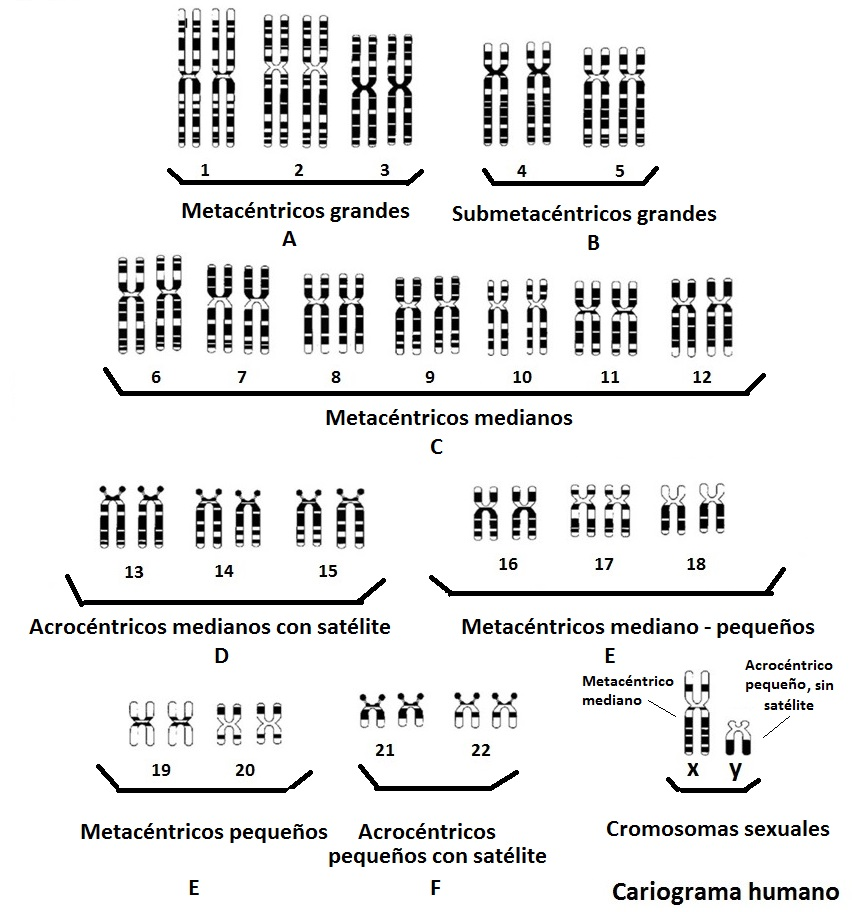 1 2 3
Metacéntricos grandes
A
4 5
Submetacéntricos grandes
B
6 7 8 9 10 11 12
Metacéntricos medianos
C
13 14 15
Acrocéntricos medianos con satélite
D
16 17 18
Metacéntricos mediano - pequeños
E
19 20
Metacéntricos pequeños
E
21 22
Acrocéntricos
pequeños con satélite
F
Metacéntrico
mediano
Acrocéntrico
pequeño, sin
satélite
x y
Cromosomas sexuales
Cariograma humano